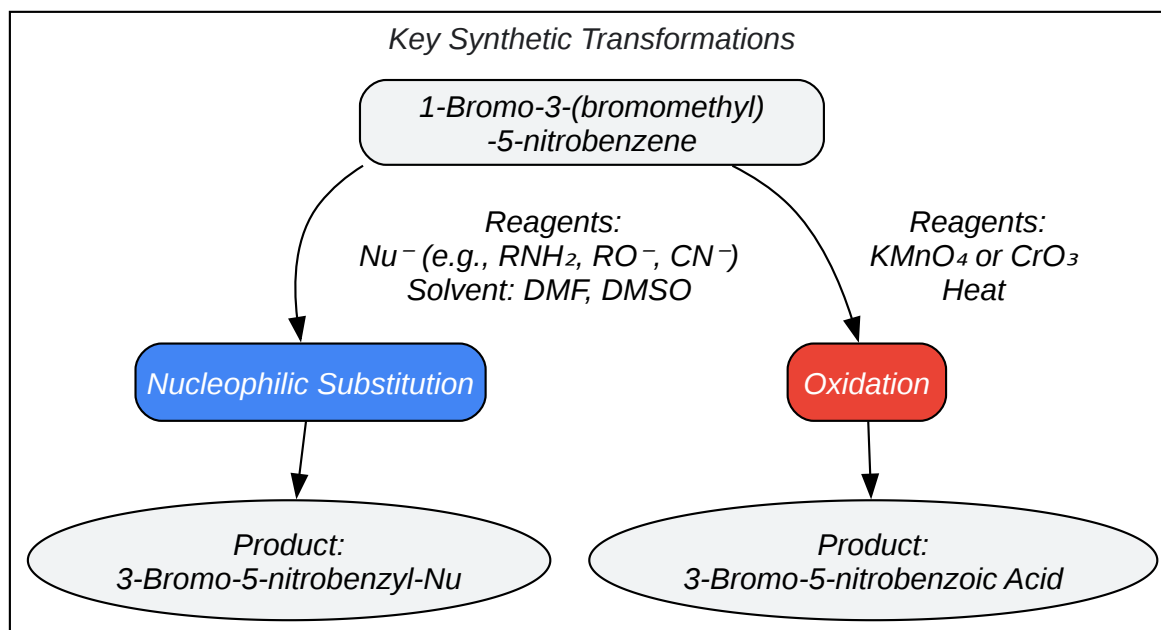 Key Synthetic Transformations
1-Bromo-3-(bromomethyl)
-5-nitrobenzene
Reagents:
Nu⁻ (e.g., RNH₂, RO⁻, CN⁻)
Solvent: DMF, DMSO
Reagents:
KMnO₄ or CrO₃
Heat
Nucleophilic Substitution
Oxidation
Product:
3-Bromo-5-nitrobenzyl-Nu
Product:
3-Bromo-5-nitrobenzoic Acid